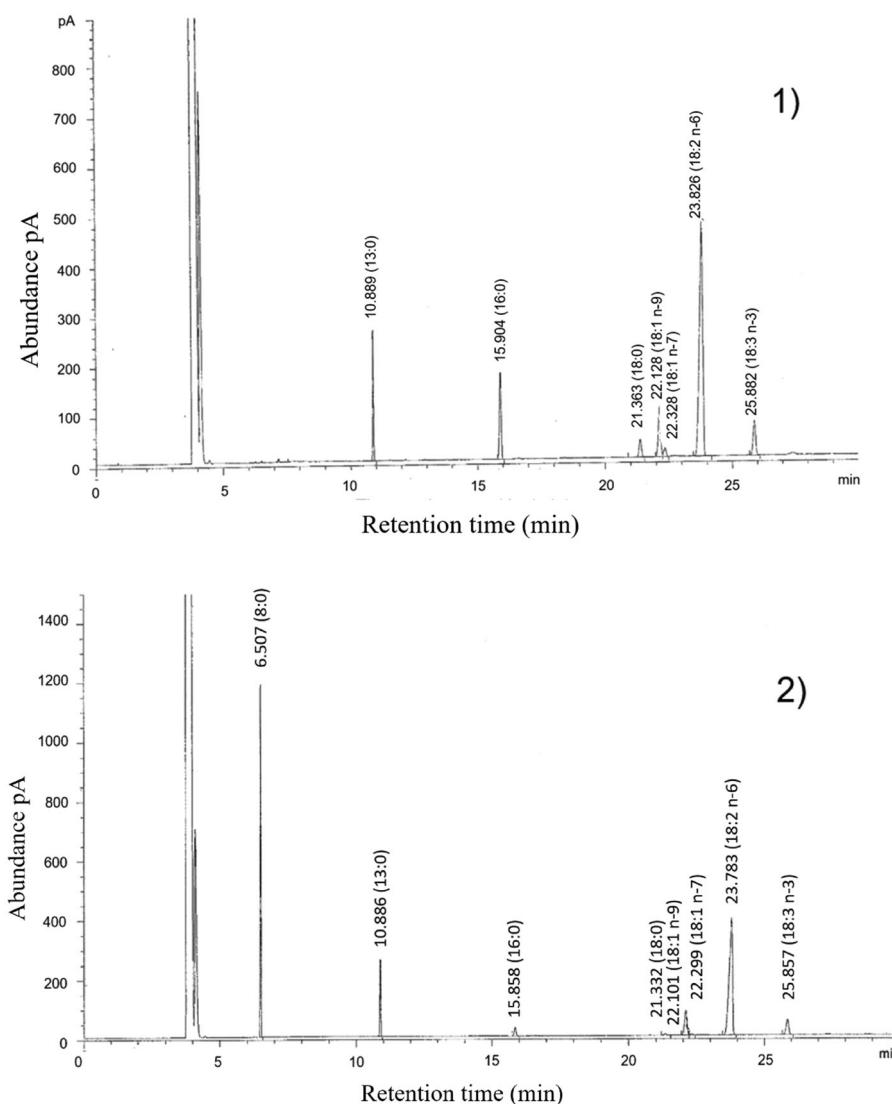 pA
800
700
600
500
400
300
200
100
0
Abundance pA
1)
10.889 (13:0)
15.904 (16:0)
21.363 (18:0)
22.128 (18:1 n-9)
22.328 (18:1 n-7)
23.826 (18:2 n-6)
25.882 (18:3 n-3)
0 5 10 15 20 25 min
Retention time (min)
1400
1200
1000
800
600
400
200
0
Abundance pA
2)
6.507 (8:0)
10.886 (13:0)
15.858 (16:0)
21.332 (18:0)
22.101 (18:1 n-9)
22.299 (18:1 n-7)
23.783 (18:2 n-6)
25.857 (18:3 n-3)
0 5 10 15 20 25 mi
Retention time (min)